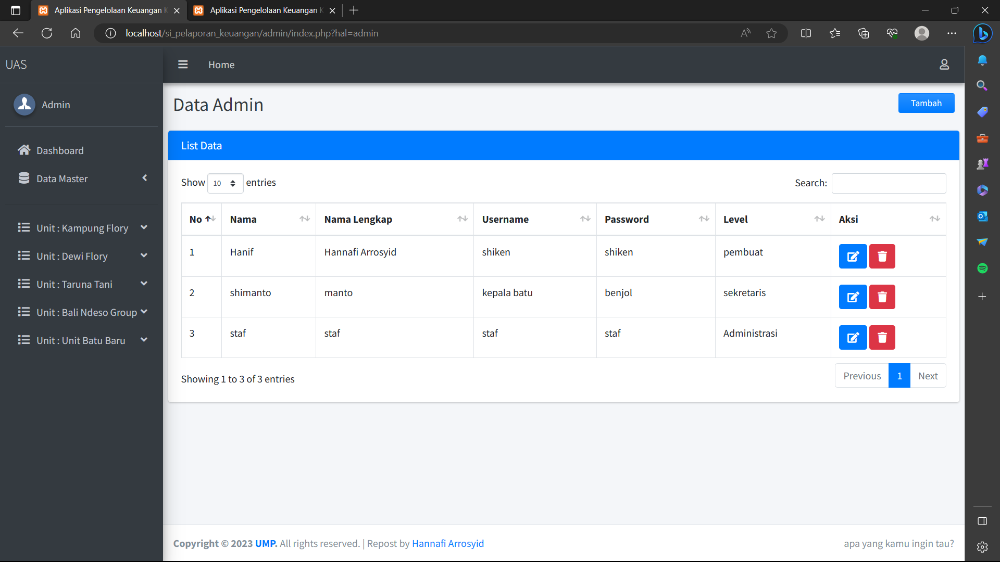 Aplikasi Pengelolaan Keuangan K
Aplikasi Pengelolaan Keuangan K
localhost/si_pelaporan_keuangan/admin/index.php?hal=admin
UAS
Home
Admin
Data Admin
Tambah
Dashboard
Data Master
Unit : Kampung Flory
Unit : Dewi Flory
Unit : Taruna Tani
Unit : Bali Ndeso Group
Unit : Unit Batu Baru
List Data
Show 10 entries
Search:
No Nama Nama Lengkap Username Password Level Aksi
1 Hanif Hannafi Arrosyid shiken shiken pembuat
2 shimanto manto kepala batu benjol sekretaris
3 staf staf staf staf Administrasi
Showing 1 to 3 of 3 entries
Previous 1 Next
Copyright © 2023 UMP. All rights reserved. | Repost by Hannafi Arrosyid
apa yang kamu ingin tau?